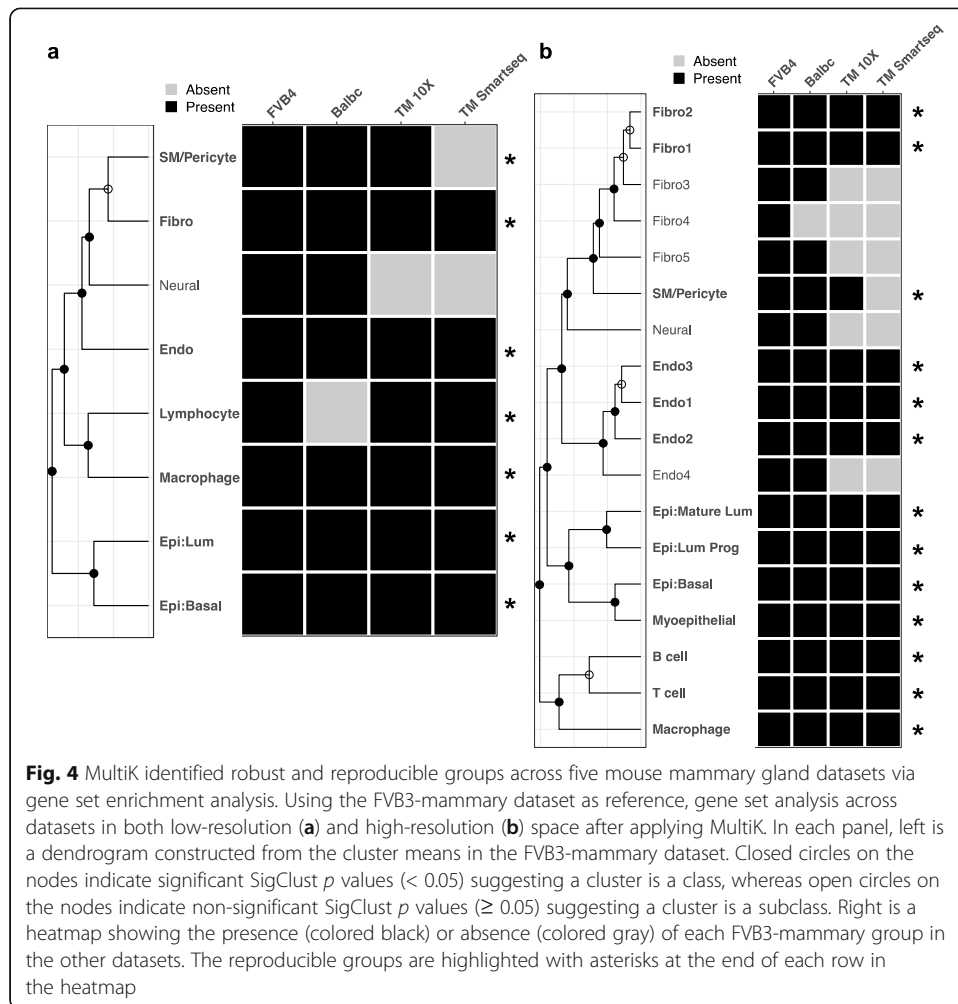 a
Absent
Present
FVB4
Balbc
TM 10X
TM Smartseq
SM/Pericyte
*
Fibro
*
Neural
Endo
*
Lymphocyte
*
Macrophage
*
Epi:Lum
*
Epi:Basal
*
b
Absent
Present
FVB4
Balbc
TM 10X
TM Smartseq
Fibro2
*
Fibro1
*
Fibro3
Fibro4
Fibro5
SM/Pericyte
*
Neural
Endo3
*
Endo1
*
Endo2
*
Endo4
Epi:Mature Lum
*
Epi:Lum Prog
*
Epi:Basal
*
Myoepithelial
*
B cell
*
T cell
*
Macrophage
*
Fig. 4 MultiK identified robust and reproducible groups across five mouse mammary gland datasets via
gene set enrichment analysis. Using the FVB3-mammary dataset as reference, gene set analysis across
datasets in both low-resolution (a) and high-resolution (b) space after applying MultiK. In each panel, left is
a dendrogram constructed from the cluster means in the FVB3-mammary dataset. Closed circles on the
nodes indicate significant SigClust p values (< 0.05) suggesting a cluster is a class, whereas open circles on
the nodes indicate non-significant SigClust p values (≥ 0.05) suggesting a cluster is a subclass. Right is a
heatmap showing the presence (colored black) or absence (colored gray) of each FVB3-mammary group in
the other datasets. The reproducible groups are highlighted with asterisks at the end of each row in
the heatmap